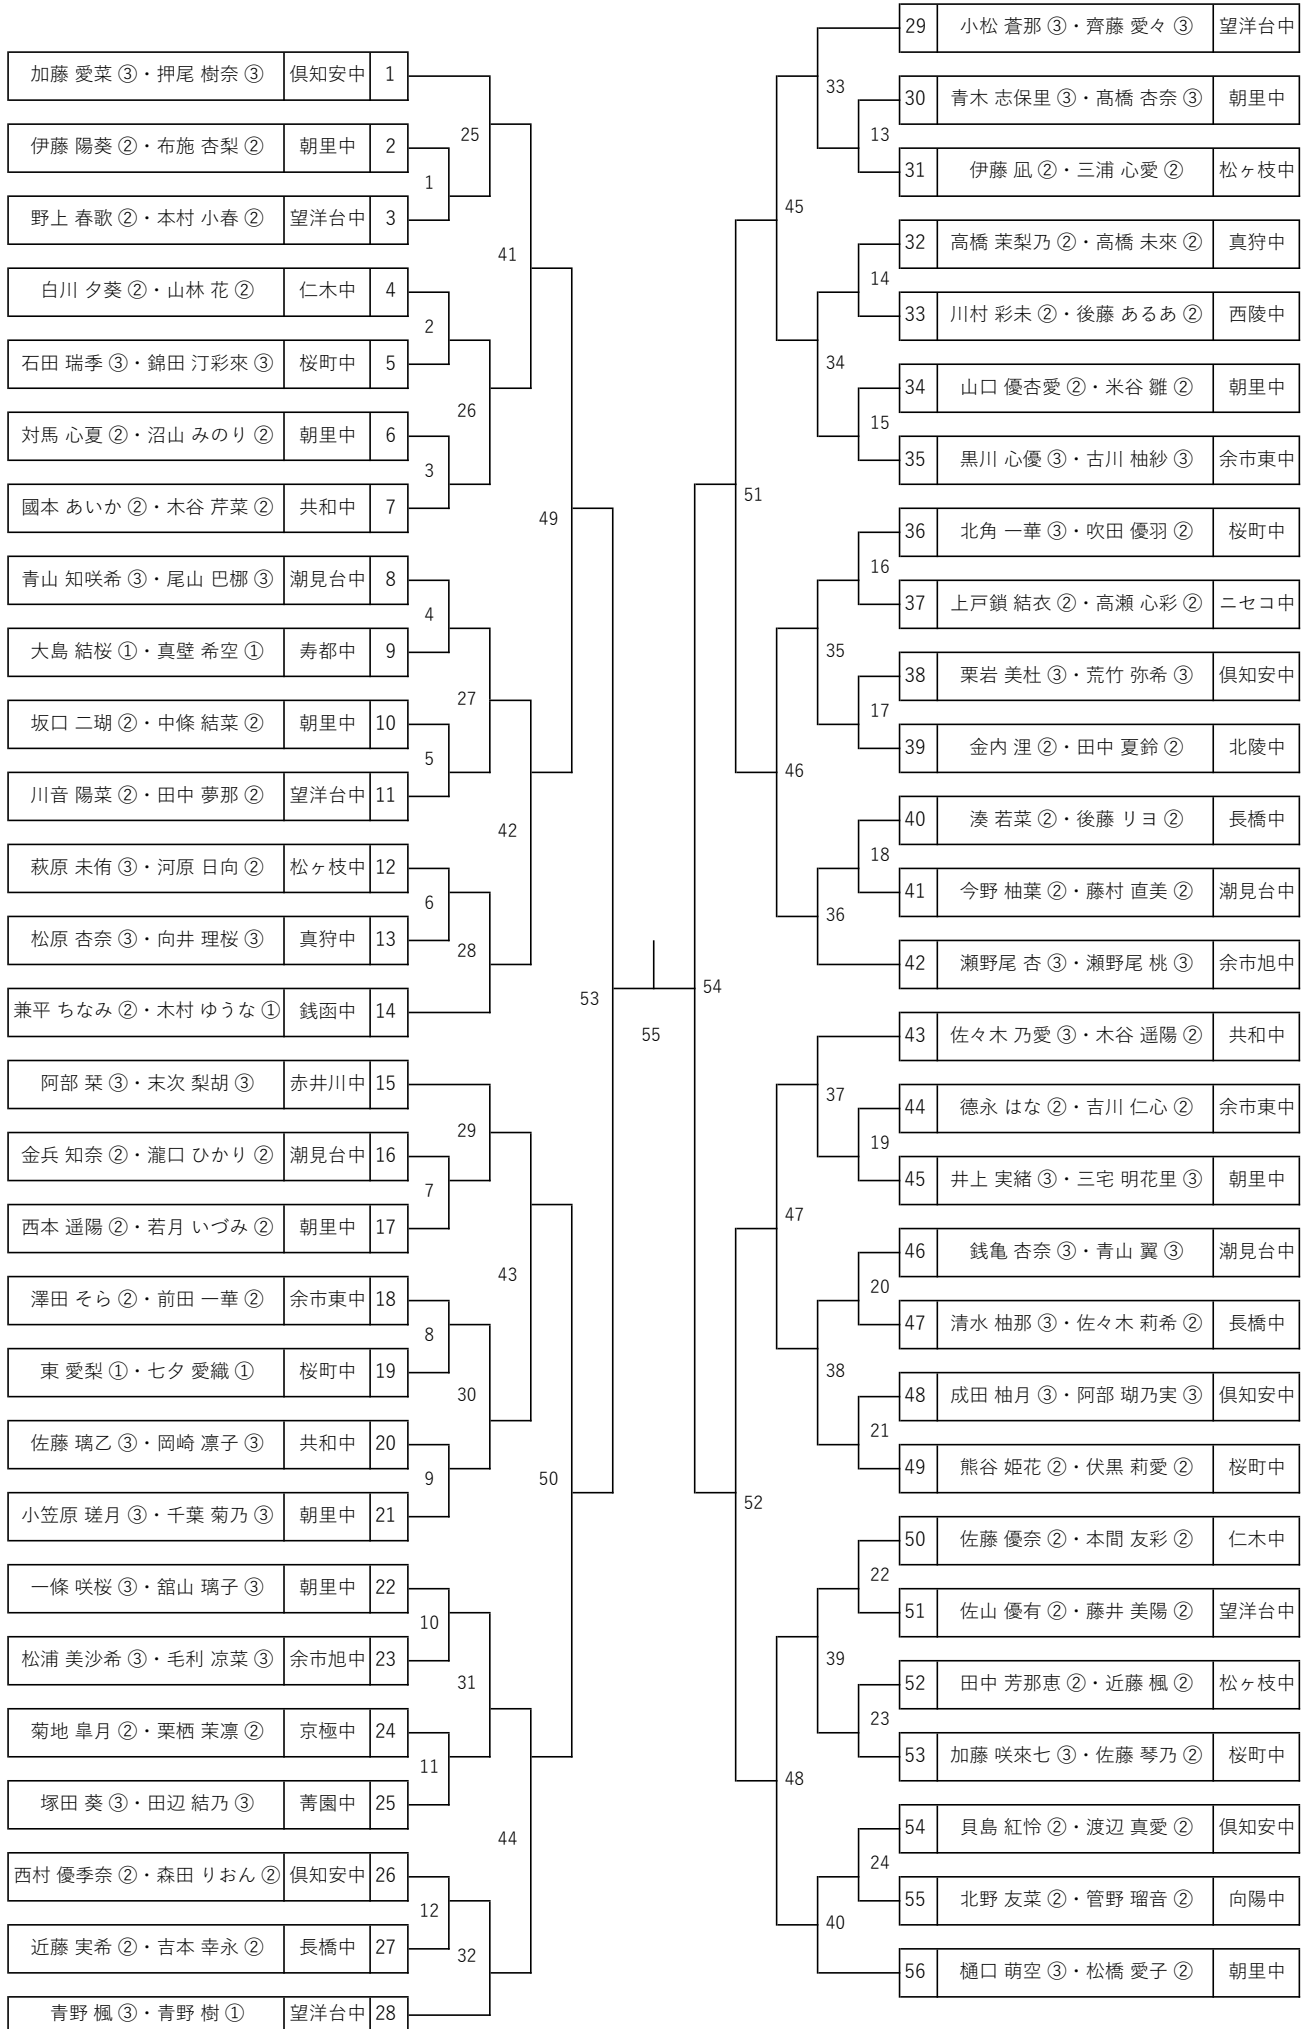 加藤 愛菜 ③・押尾 樹奈 ③ 倶知安中 1
伊藤 陽葵 ②・布施 杏梨 ② 朝里中 2
野上 春歌 ②・本村 小春 ② 望洋台中 3
白川 夕葵 ②・山林 花 ② 仁木中 4
石田 瑞季 ③・錦田 汀彩來 ③ 桜町中 5
対馬 心夏 ②・沼山 みのり ② 朝里中 6
國本 あいか ②・木谷 芹菜 ② 共和中 7
青山 知咲希 ③・尾山 巴梛 ③ 潮見台中 8
大島 結桜 ①・真壁 希空 ① 寿都中 9
坂口 二瑚 ②・中條 結菜 ② 朝里中 10
川音 陽菜 ②・田中 夢那 ② 望洋台中 11
萩原 未侑 ③・河原 日向 ② 松ヶ枝中 12
松原 杏奈 ③・向井 理桜 ③ 真狩中 13
兼平 ちなみ ②・木村 ゆうな ① 銭函中 14
阿部 栞 ③・末次 梨胡 ③ 赤井川中 15
金兵 知奈 ②・瀧口 ひかり ② 潮見台中 16
西本 遥陽 ②・若月 いづみ ② 朝里中 17
澤田 そら ②・前田 一華 ② 余市東中 18
東 愛梨 ①・七夕 愛織 ① 桜町中 19
佐藤 璃乙 ③・岡崎 凛子 ③ 共和中 20
小笠原 瑳月 ③・千葉 菊乃 ③ 朝里中 21
一條 咲桜 ③・舘山 璃子 ③ 朝里中 22
松浦 美沙希 ③・毛利 凉菜 ③ 余市旭中 23
菊地 皐月 ②・栗栖 茉凛 ② 京極中 24
塚田 葵 ③・田辺 結乃 ③ 菁園中 25
西村 優季奈 ②・森田 りおん ② 倶知安中 26
近藤 実希 ②・吉本 幸永 ② 長橋中 27
青野 楓 ③・青野 樹 ① 望洋台中 28
1
2
3
4
5
6
7
8
9
10
11
12
25
26
27
28
29
30
31
32
41
42
43
44
49
50
53
55
54
51
52
45
46
47
48
33
34
35
36
37
38
39
40
13
14
15
16
17
18
19
20
21
22
23
24
29 小松 蒼那 ③・齊藤 愛々 ③ 望洋台中
30 青木 志保里 ③・髙橋 杏奈 ③ 朝里中
31 伊藤 凪 ②・三浦 心愛 ② 松ヶ枝中
32 高橋 茉梨乃 ②・高橋 未來 ② 真狩中
33 川村 彩未 ②・後藤 あるあ ② 西陵中
34 山口 優杏愛 ②・米谷 雛 ② 朝里中
35 黒川 心優 ③・古川 柚紗 ③ 余市東中
36 北角 一華 ③・吹田 優羽 ② 桜町中
37 上戸鎖 結衣 ②・高瀬 心彩 ② ニセコ中
38 栗岩 美杜 ③・荒竹 弥希 ③ 倶知安中
39 金内 浬 ②・田中 夏鈴 ② 北陵中
40 湊 若菜 ②・後藤 リヨ ② 長橋中
41 今野 柚葉 ②・藤村 直美 ② 潮見台中
42 瀬野尾 杏 ③・瀬野尾 桃 ③ 余市旭中
43 佐々木 乃愛 ③・木谷 遥陽 ② 共和中
44 德永 はな ②・吉川 仁心 ② 余市東中
45 井上 実緒 ③・三宅 明花里 ③ 朝里中
46 銭亀 杏奈 ③・青山 翼 ③ 潮見台中
47 清水 柚那 ③・佐々木 莉希 ② 長橋中
48 成田 柚月 ③・阿部 瑚乃実 ③ 倶知安中
49 熊谷 姫花 ②・伏黒 莉愛 ② 桜町中
50 佐藤 優奈 ②・本間 友彩 ② 仁木中
51 佐山 優有 ②・藤井 美陽 ② 望洋台中
52 田中 芳那恵 ②・近藤 楓 ② 松ヶ枝中
53 加藤 咲來七 ③・佐藤 琴乃 ② 桜町中
54 貝島 紅怜 ②・渡辺 真愛 ② 倶知安中
55 北野 友菜 ②・菅野 瑠音 ② 向陽中
56 樋口 萌空 ③・松橋 愛子 ② 朝里中